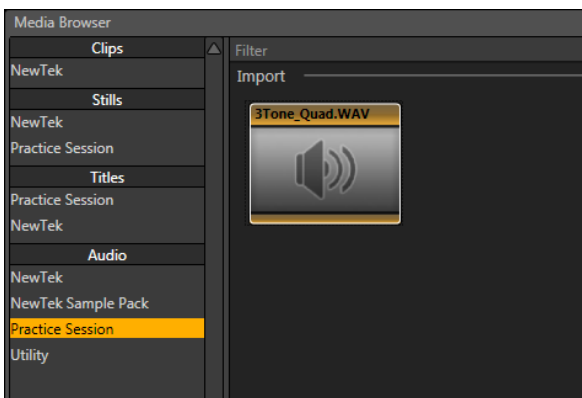 Media Browser
Clips
NewTek
Stills
NewTek
Practice Session
Titles
Practice Session
NewTek
Audio
NewTek
NewTek Sample Pack
Practice Session
Utility
Filter
Import
3Tone_Quad.WAV